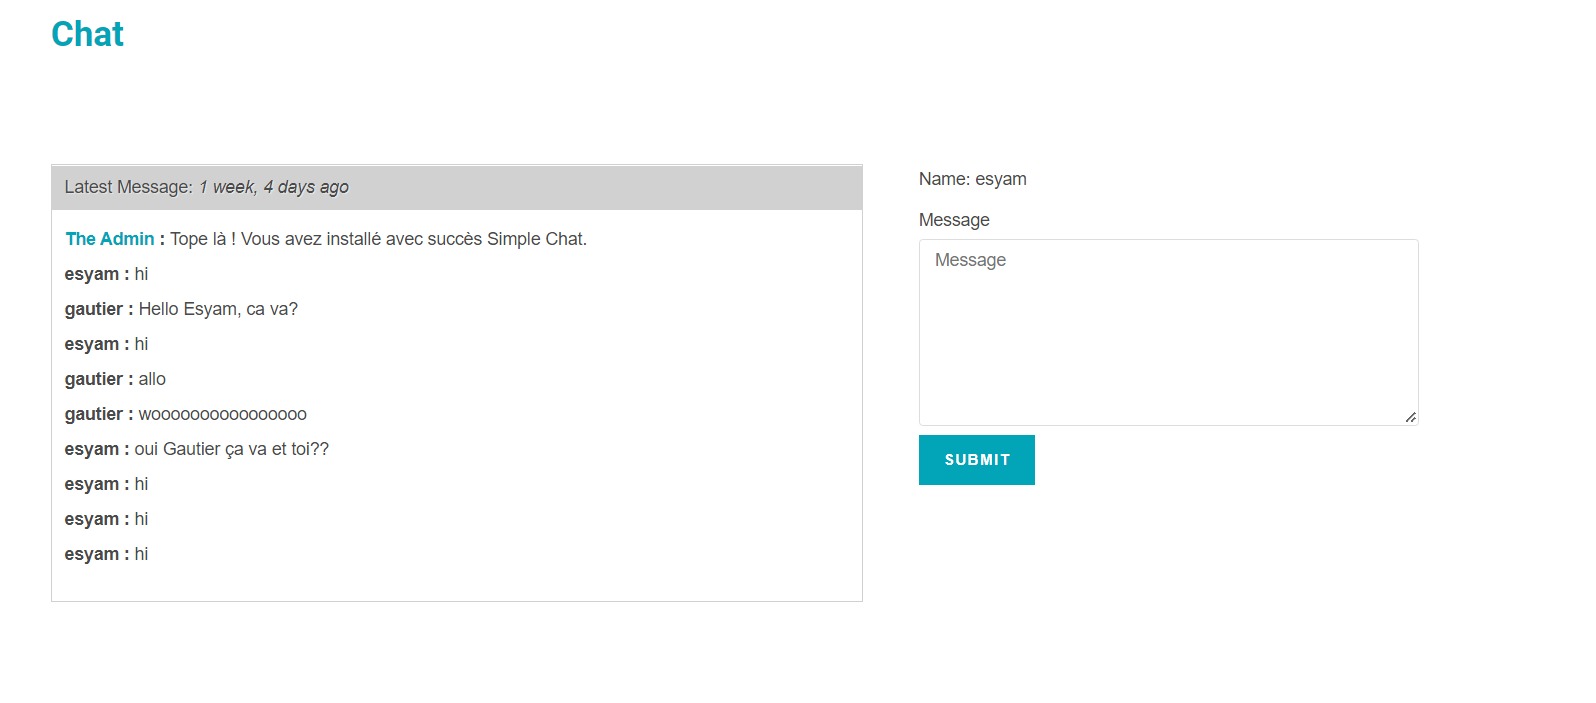 Chat
Latest Message: 1 week, 4 days ago
The Admin : Tope là ! Vous avez installé avec succès Simple Chat.
esyam : hi
gautier : Hello Esyam, ca va?
esyam : hi
gautier : allo
gautier : woooooooooooooooo
esyam : oui Gautier ça va et toi??
esyam : hi
esyam : hi
esyam : hi
Name: esyam
Message
Message
SUBMIT